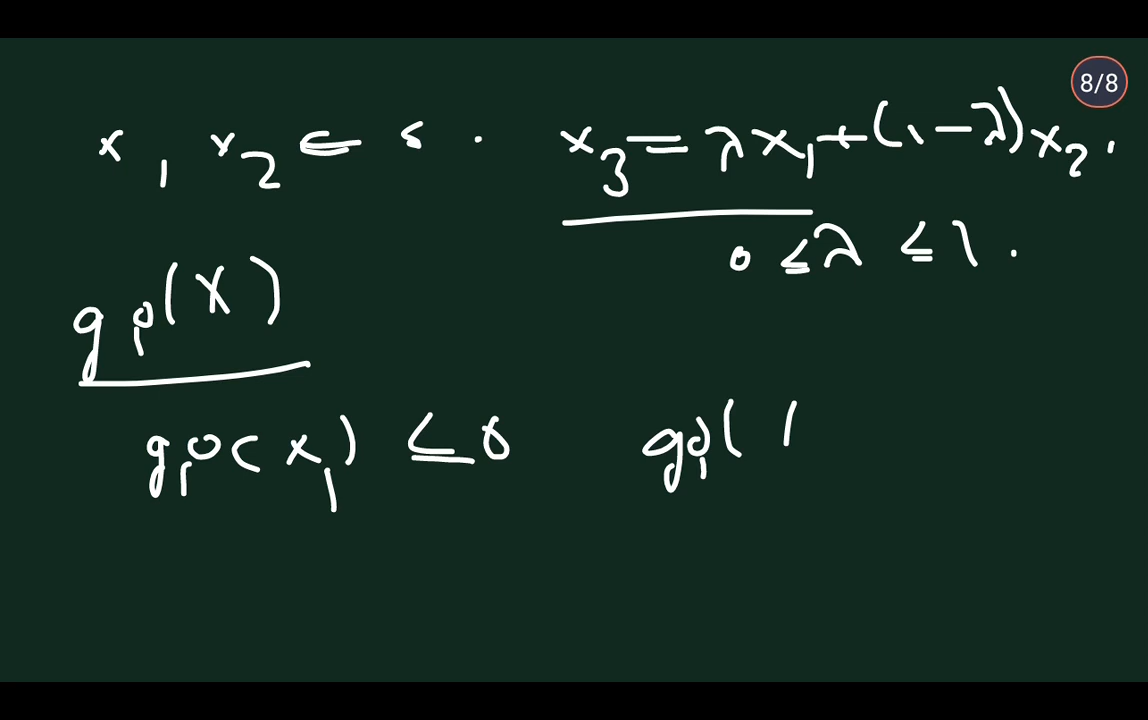 8/8
x₁ x₂ ∈ s . x₃ = λx₁ + (1-λ)x₂ .
0 ≤ λ ≤ 1 .
gᵢ(x)
gᵢ(x₁) ≤ 0 gᵢ(